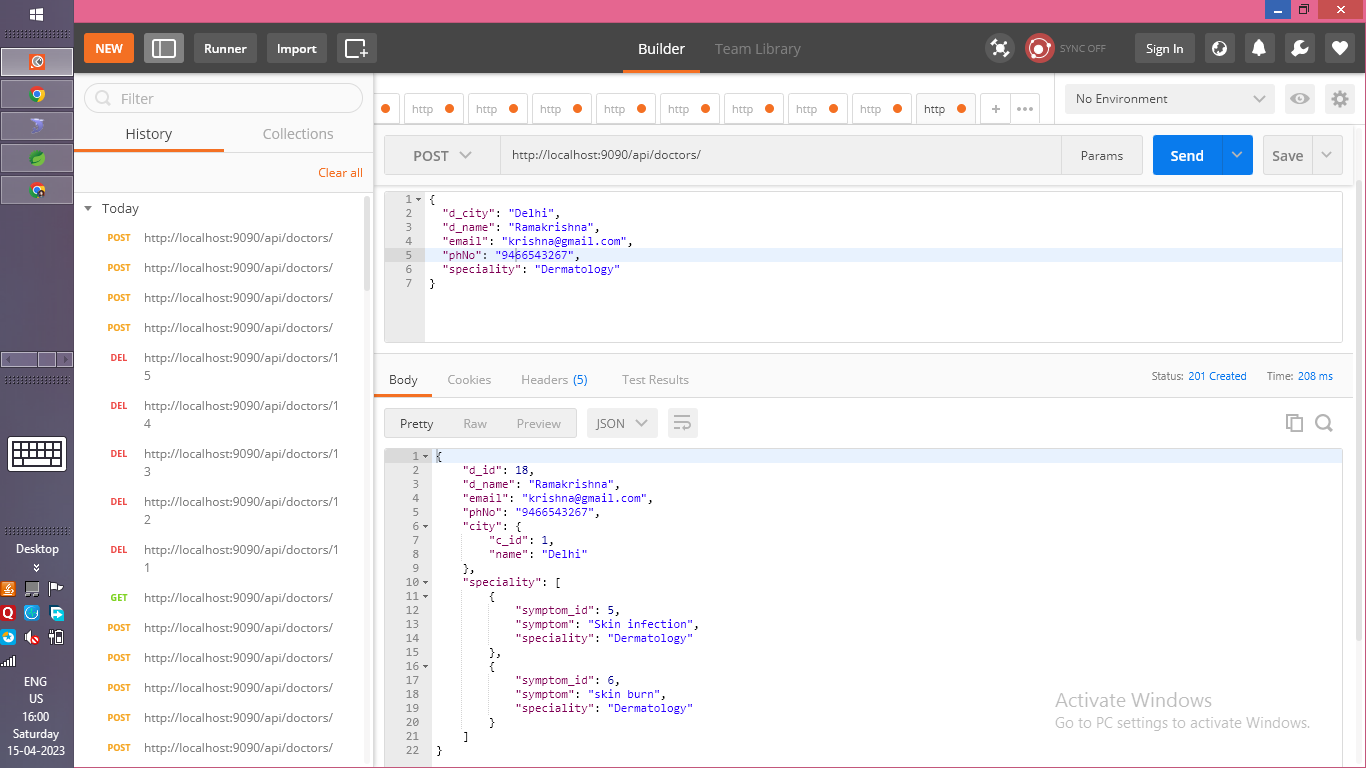 NEW
Runner
Import
Builder
Team Library
SYNC OFF
Sign In
Filter
History
Collections
Clear all
Today
POST http://localhost:9090/api/doctors/
POST http://localhost:9090/api/doctors/
POST http://localhost:9090/api/doctors/
POST http://localhost:9090/api/doctors/
DEL http://localhost:9090/api/doctors/1
5
DEL http://localhost:9090/api/doctors/1
4
DEL http://localhost:9090/api/doctors/1
3
DEL http://localhost:9090/api/doctors/1
2
DEL http://localhost:9090/api/doctors/1
1
GET http://localhost:9090/api/doctors/
POST http://localhost:9090/api/doctors/
POST http://localhost:9090/api/doctors/
POST http://localhost:9090/api/doctors/
POST http://localhost:9090/api/doctors/
POST http://localhost:9090/api/doctors/
http http http http http http http http http + •••
No Environment
POST http://localhost:9090/api/doctors/ Params Send Save
1 {
2 "d_city": "Delhi",
3 "d_name": "Ramakrishna",
4 "email": "krishna@gmail.com",
5 "phNo": "9466543267",
6 "speciality": "Dermatology"
7 }
Body Cookies Headers (5) Test Results Status: 201 Created Time: 208 ms
Pretty Raw Preview JSON
1 {
2 "d_id": 18,
3 "d_name": "Ramakrishna",
4 "email": "krishna@gmail.com",
5 "phNo": "9466543267",
6 "city": {
7 "c_id": 1,
8 "name": "Delhi"
9 },
10 "speciality": [
11 {
12 "symptom_id": 5,
13 "symptom": "Skin infection",
14 "speciality": "Dermatology"
15 },
16 {
17 "symptom_id": 6,
18 "symptom": "skin burn",
19 "speciality": "Dermatology"
20 }
21 ]
22 }
Activate Windows
Go to PC settings to activate Windows.
Desktop
ENG
US
16:00
Saturday
15-04-2023